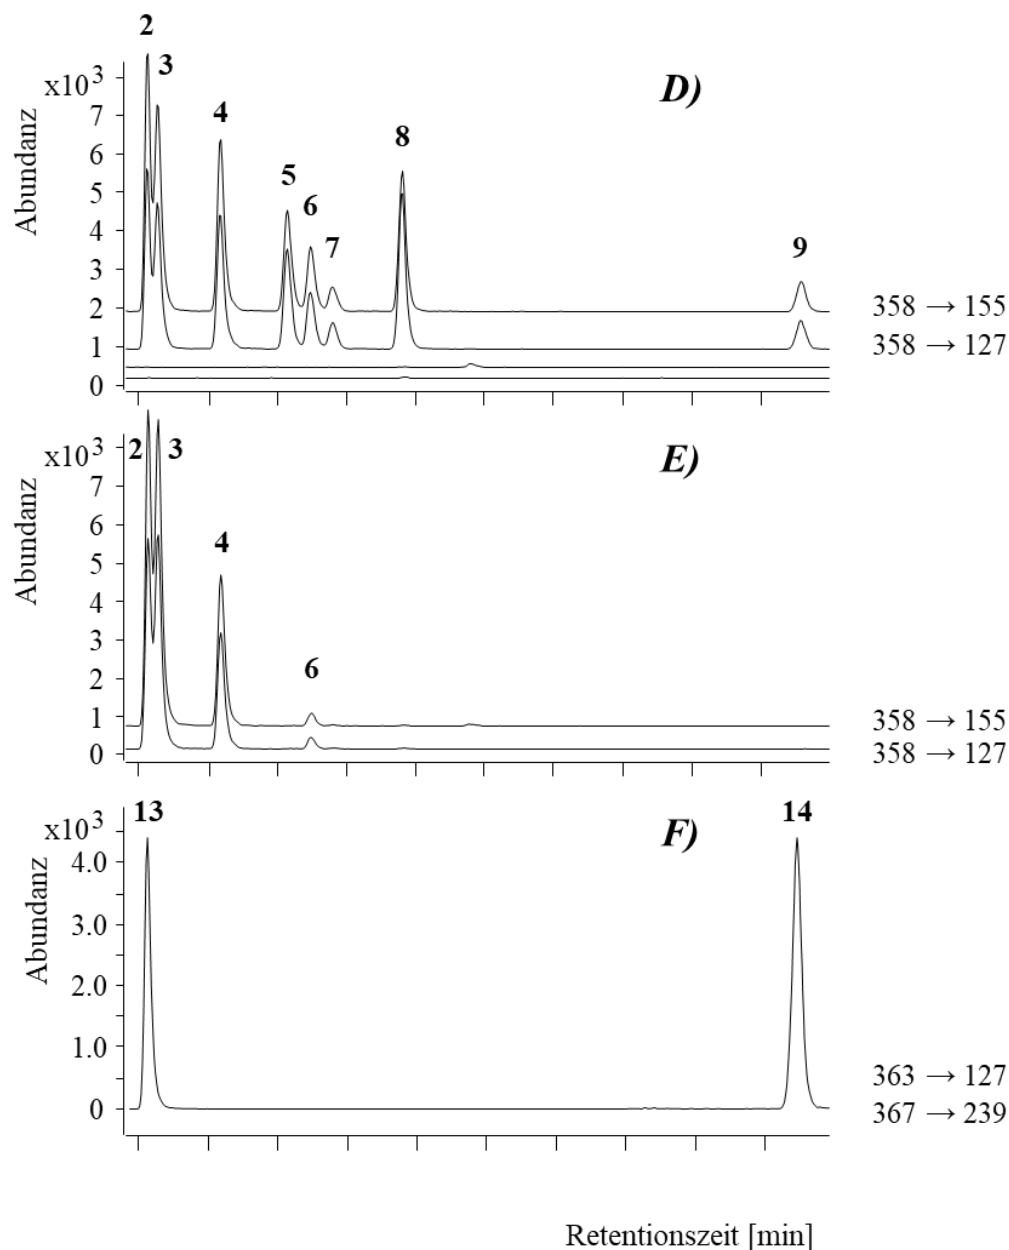 2
3
x10³
D)
Abundanz
7
4
8
6
5
5
6
4
7
9
3
2
358 → 155
1
358 → 127
0
x10³
2
3
E)
Abundanz
7
6
5
4
4
3
6
2
1
358 → 155
0
358 → 127
13
14
x10³
F)
Abundanz
4.0
3.0
2.0
1.0
363 → 127
0
367 → 239
Retentionszeit [min]